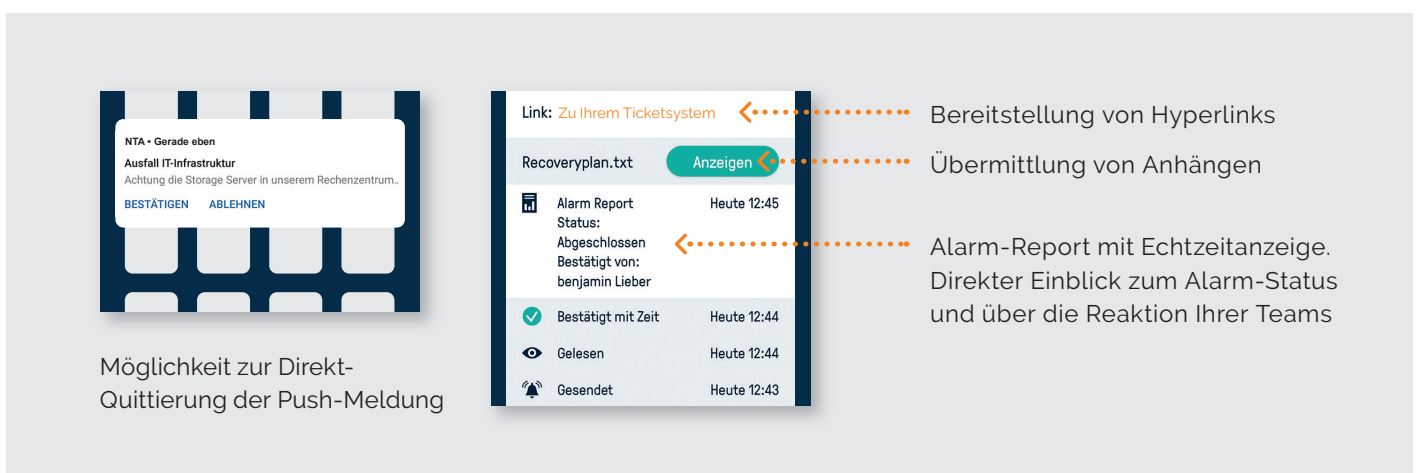 NTA • Gerade eben
Ausfall IT-Infrastruktur
Achtung die Storage Server in unserem Rechenzentrum..
BESTÄTIGEN ABLEHNEN
Möglichkeit zur Direkt-
Quittierung der Push-Meldung
Link: Zu Ihrem Ticketsystem
Recoveryplan.txt Anzeigen
Alarm Report Heute 12:45
Status:
Abgeschlossen
Bestätigt von:
benjamin Lieber
Bestätigt mit Zeit Heute 12:44
Gelesen Heute 12:44
Gesendet Heute 12:43
Bereitstellung von Hyperlinks
Übermittlung von Anhängen
Alarm-Report mit Echtzeitanzeige.
Direkter Einblick zum Alarm-Status
und über die Reaktion Ihrer Teams